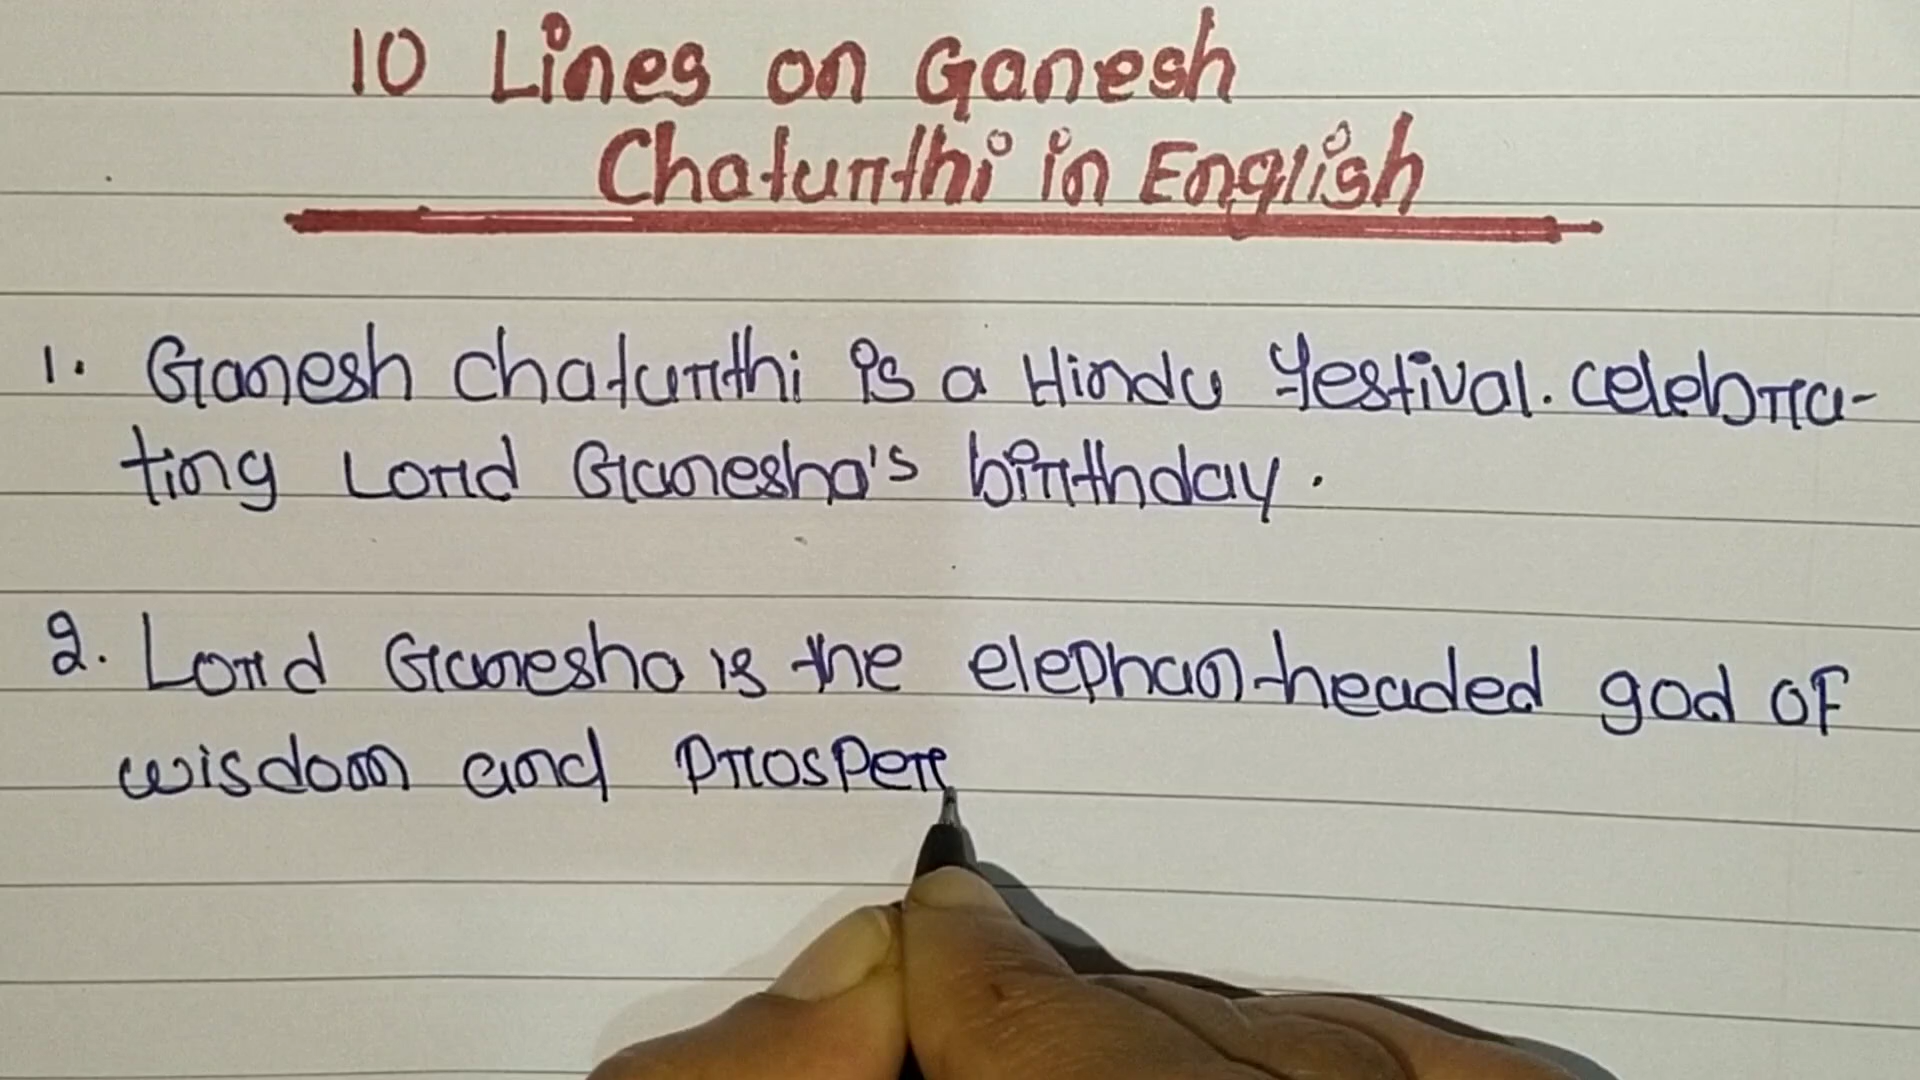 10 Lines on Ganesh
Chaturthi in English
1. Ganesh chaturthi is a Hindu festival. celebra-
ting Lord Ganesha's birthday.
2. Lord Ganesha is the elephan-headed god of
wisdom and prosper